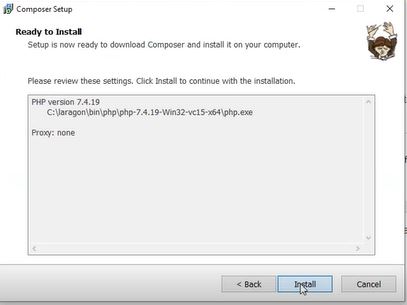 Composer Setup
Ready to Install
Setup is now ready to download Composer and install it on your computer.
Please review these settings. Click Install to continue with the installation.
PHP version 7.4.19
C:\laragon\bin\php\php-7.4.19-Win32-vc15-x64\php.exe
Proxy: none
< Back
Install
Cancel